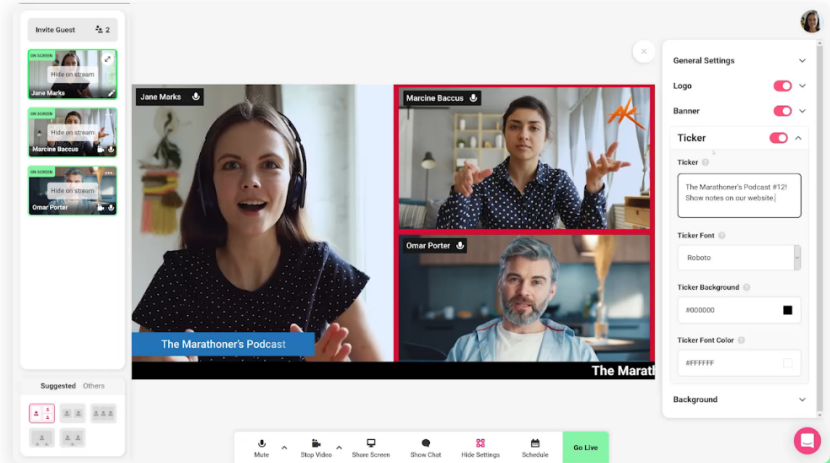 Invite Guest
2
ON SCREEN
Hide on stream
Jane Marks
ON SCREEN
Hide on stream
Marcine Baccus
ON SCREEN
Hide on stream
Omar Porter
Suggested Others
Jane Marks
Marcine Baccus
AK
Omar Porter
The Marathoner's Podcast
The Marath
General Settings
Logo
Banner
Ticker
Ticker
The Marathoner's Podcast #12!
Show notes on our website
Ticker Font
Roboto
Ticker Background
#000000
Ticker Font Color
#FFFFFF
Background
Mute
Stop Video
Share Screen
Show Chat
Hide Settings
Schedule
Go Live